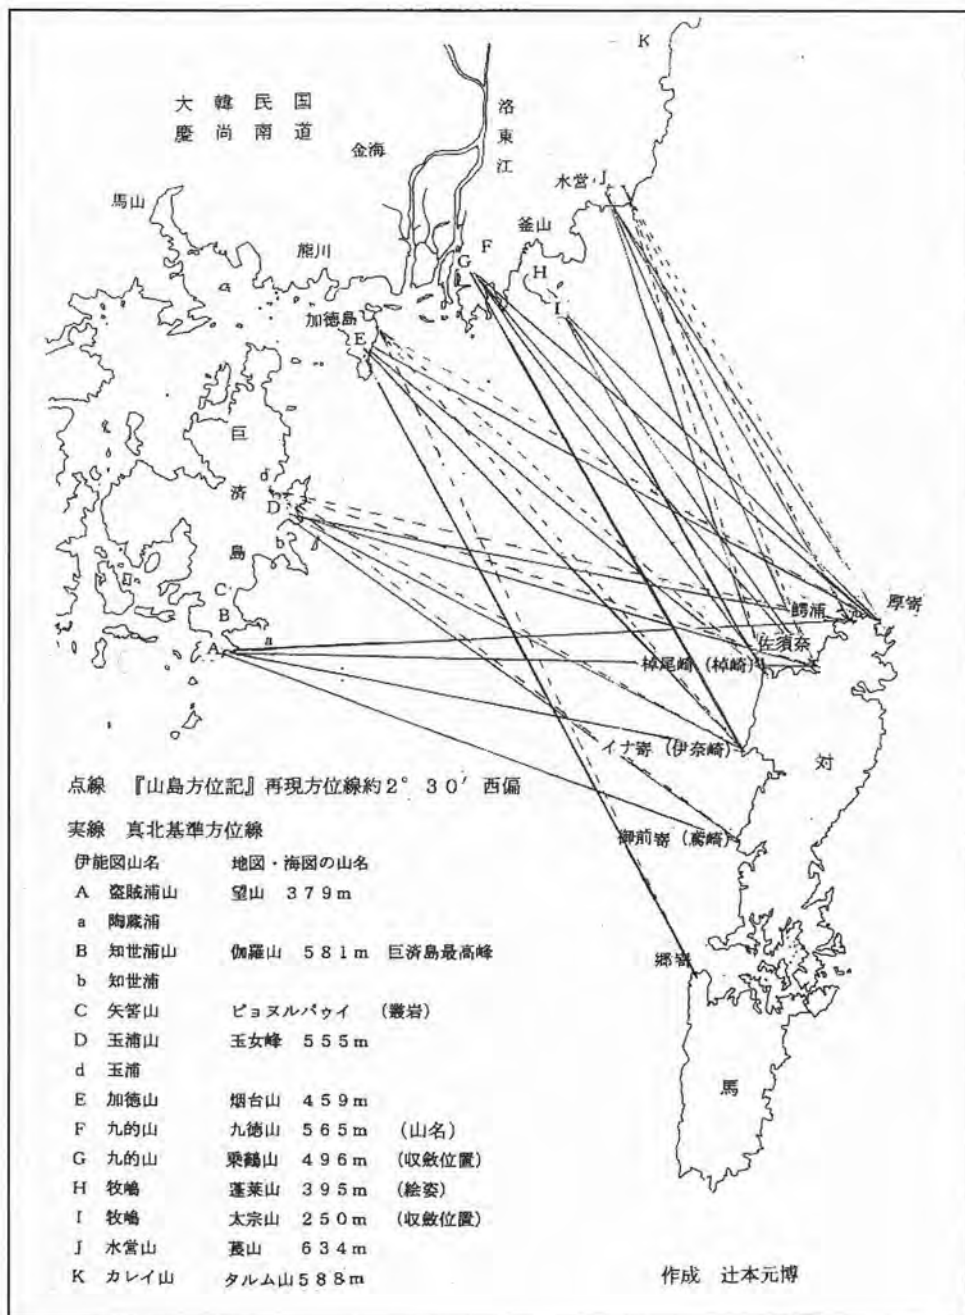 大韓民国
慶尚南道
K
洛東江
金海
水営 J
馬山
釜山
熊川
F
G
H
I
加徳島
E
巨済島
d
D
b
C
B
A
a
鰐浦
厚寄
佐須奈
棹尾崎(棹崎)
イナ寄(伊奈崎)
対馬
御前寄
郷寄
点線 『山島方位記』再現方位線約2°30′西偏
実線 真北基準方位線
伊能図山名 地図・海図の山名
A 盗賊浦山 望山 379m
a 陶蔵浦
B 知世浦山 伽羅山 581m 巨済島最高峰
b 知世浦
C 矢筈山 ピョヌルパゥイ (叢岩)
D 玉浦山 玉女峰 555m
d 玉浦
E 加徳山 烟台山 459m
F 九的山 九徳山 565m (山名)
G 九的山 乗鶴山 496m (収斂位置)
H 牧嶋 蓬莱山 395m (絵姿)
I 牧嶋 太宗山 250m (収斂位置)
J 水営山 萇山 634m
K カレイ山 タルム山588m
作成 辻本元博